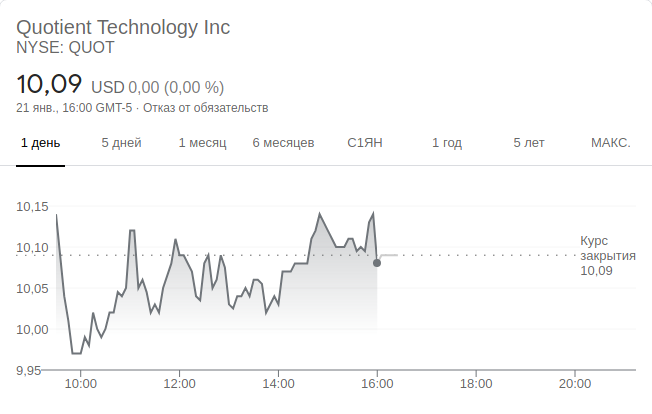 Quotient Technology Inc
NYSE: QUOT
10,09 USD 0,00 (0,00 %)
21 янв., 16:00 GMT-5 · Отказ от обязательств
1 день 5 дней 1 месяц 6 месяцев С1ЯН 1 год 5 лет МАКС.
10,15
10,10
10,05
10,00
9,95
Курс
закрытия
10,09
10:00 12:00 14:00 16:00 18:00 20:00